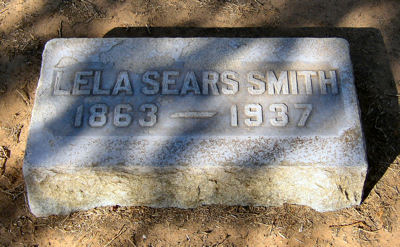 LELA SEARS SMITH
1863 — 1937